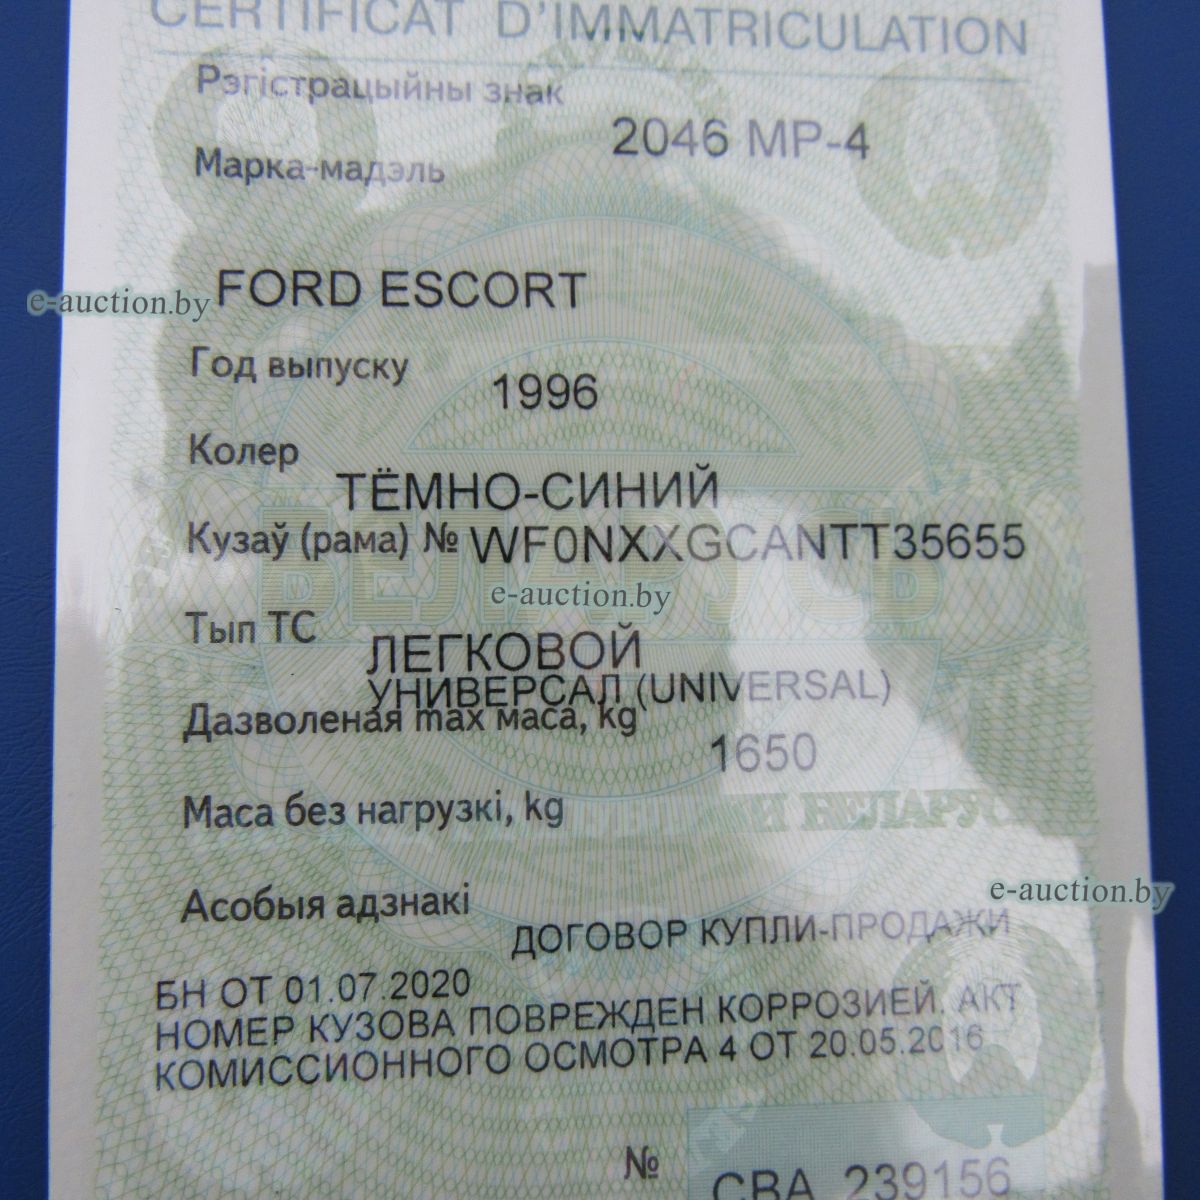 CERTIFICAT D'IMMATRICULATION
Рэгістрацыйны знак
2046 MP-4
Марка-мадэль
FORD ESCORT
e-auction.by
Год выпуску
1996
Колер
ТЁМНО-СИНИЙ
Кузаў (рама) № WF0NXXGCANTT35655
БЕЛАРУСЬ
e-auction.by
Тып ТС
ЛЕГКОВОЙ
УНИВЕРСАЛ (UNIVERSAL)
Дазволеная max маса, kg
1650
Маса без нагрузкі, kg
e-auction.by
Асобыя адзнакі
ДОГОВОР КУПЛИ-ПРОДАЖИ
БН ОТ 01.07.2020
НОМЕР КУЗОВА ПОВРЕЖДЕН КОРРОЗИЕЙ. АКТ
КОМИССИОННОГО ОСМОТРА 4 ОТ 20.05.2016
№
СВА 239156